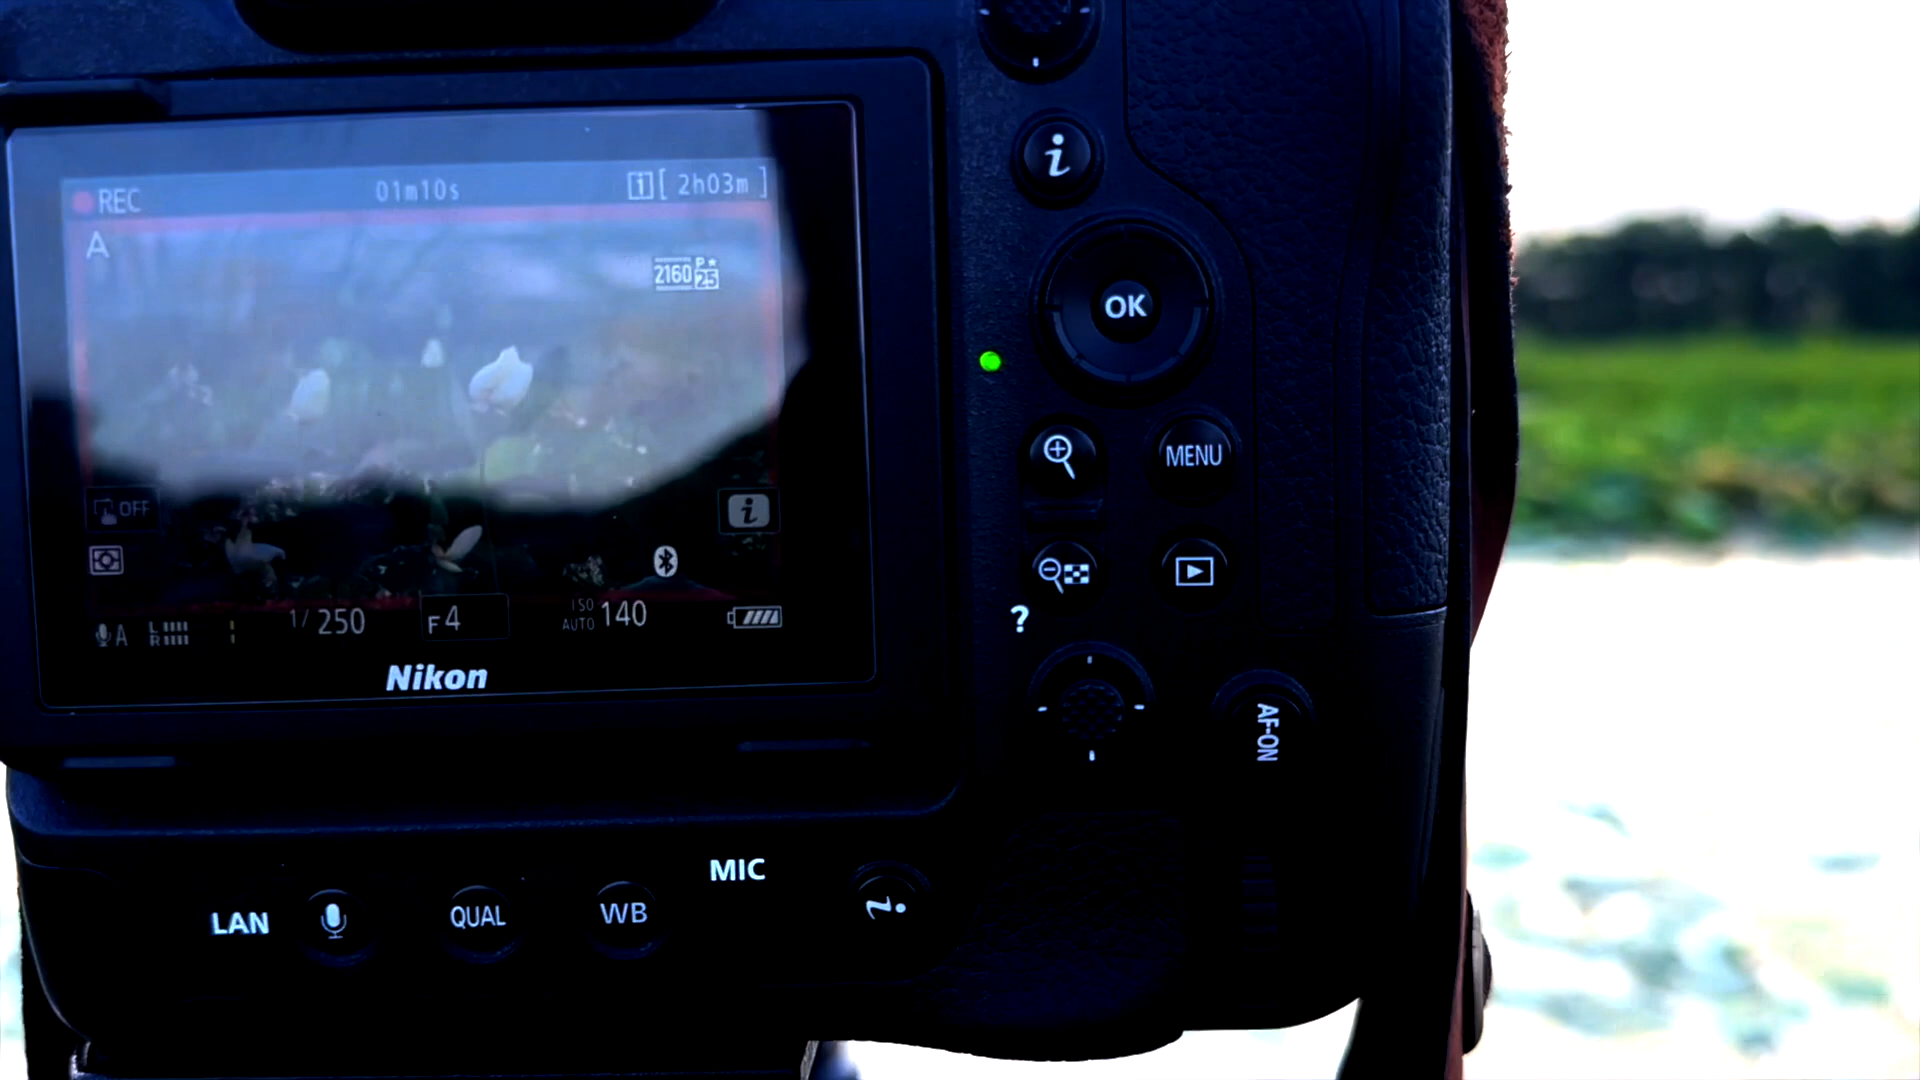 REC 01m10s 1[ 2h03m ]
A
2160 P★ 25
i
OK
OFF
i
MENU
?
A L R 1/250 F4 ISO AUTO 140
Nikon
AF-ON
MIC
LAN QUAL WB i